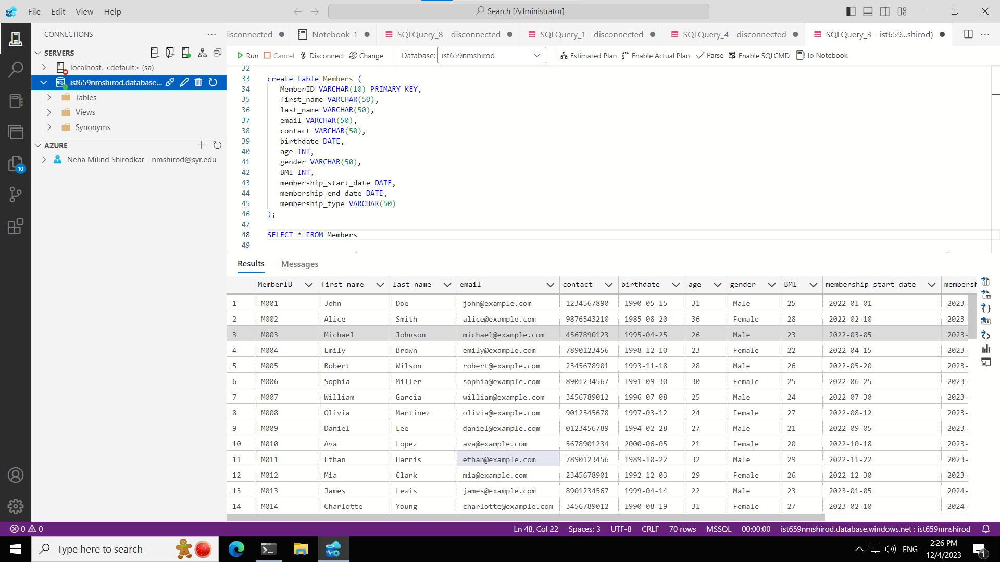 File Edit View Help
Search [Administrator]
CONNECTIONS
SERVERS
localhost, <default> (sa)
ist659nmshirod.database...
Tables
Views
Synonyms
AZURE
Neha Milind Shirodkar - nmshirod@syr.edu
10
disconnected
Notebook-1
SQLQuery_8 - disconnected
SQLQuery_1 - disconnected
SQLQuery_4 - disconnected
SQLQuery_3 - ist659...shirod)
Run Cancel Disconnect Change Database: ist659nmshirod Estimated Plan Enable Actual Plan Parse Enable SQLCMD To Notebook
32
33 create table Members (
34 MemberID VARCHAR(10) PRIMARY KEY,
35 first_name VARCHAR(50),
36 last_name VARCHAR(50),
37 email VARCHAR(50),
38 contact VARCHAR(50),
39 birthdate DATE,
40 age INT,
41 gender VARCHAR(50),
42 BMI INT,
43 membership_start_date DATE,
44 membership_end_date DATE,
45 membership_type VARCHAR(50)
46 );
47
48 SELECT * FROM Members
49
Results Messages
MemberID first_name last_name email contact birthdate age gender BMI membership_start_date membersh
1 M001 John Doe john@example.com 1234567890 1990-05-15 31 Male 25 2022-01-01 2023-
2 M002 Alice Smith alice@example.com 9876543210 1985-08-20 36 Female 28 2022-02-10 2023-
3 M003 Michael Johnson michael@example.com 4567890123 1995-04-25 26 Male 23 2022-03-05 2023-
4 M004 Emily Brown emily@example.com 7890123456 1998-12-10 23 Female 22 2022-04-15 2023-
5 M005 Robert Wilson robert@example.com 2345678901 1993-11-18 28 Male 26 2022-05-20 2023-
6 M006 Sophia Miller sophia@example.com 8901234567 1991-09-30 30 Female 25 2022-06-25 2023-
7 M007 William Garcia william@example.com 3456789012 1996-07-08 25 Male 24 2022-07-30 2023-
8 M008 Olivia Martinez olivia@example.com 9012345678 1997-03-12 24 Female 27 2022-08-12 2023-
9 M009 Daniel Lee daniel@example.com 0123456789 1994-02-28 27 Male 21 2022-09-05 2023-
10 M010 Ava Lopez ava@example.com 5678901234 2000-06-05 21 Female 20 2022-10-18 2023-
11 M011 Ethan Harris ethan@example.com 7890123456 1989-10-22 32 Male 29 2022-11-22 2023-
12 M012 Mia Clark mia@example.com 2345678901 1992-12-03 29 Female 26 2022-12-30 2023-
13 M013 James Lewis james@example.com 8901234567 1999-04-14 22 Male 23 2023-01-05 2024-
14 M014 Charlotte Young charlotte@example.com 3456789012 1990-08-19 31 Female 27 2023-02-10 2024-
0 0 Ln 48, Col 22 Spaces: 3 UTF-8 CRLF 70 rows MSSQL 00:00:00 ist659nmshirod.database.windows.net : ist659nmshirod
Type here to search
ENG
2:26 PM
12/4/2023
1